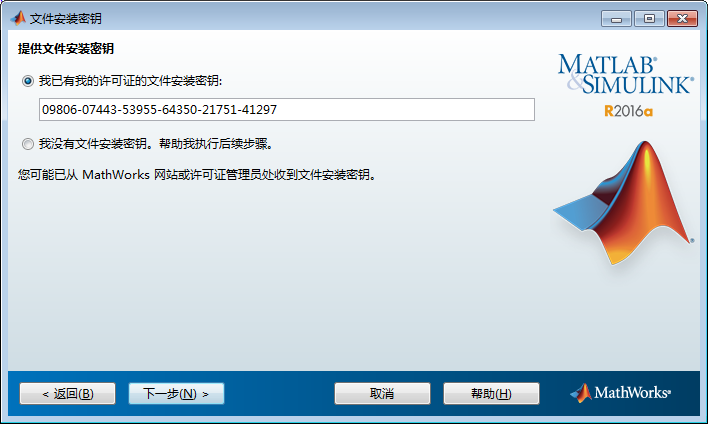 文件安装密钥
提供文件安装密钥
我已有我的许可证的文件安装密钥:
09806-07443-53955-64350-21751-41297
我没有文件安装密钥。帮助我执行后续步骤。
您可能已从 MathWorks 网站或许可证管理员处收到文件安装密钥。
MATLAB®
&SIMULINK®
R2016a
®
< 返回(B)
下一步(N) >
取消
帮助(H)
MathWorks®